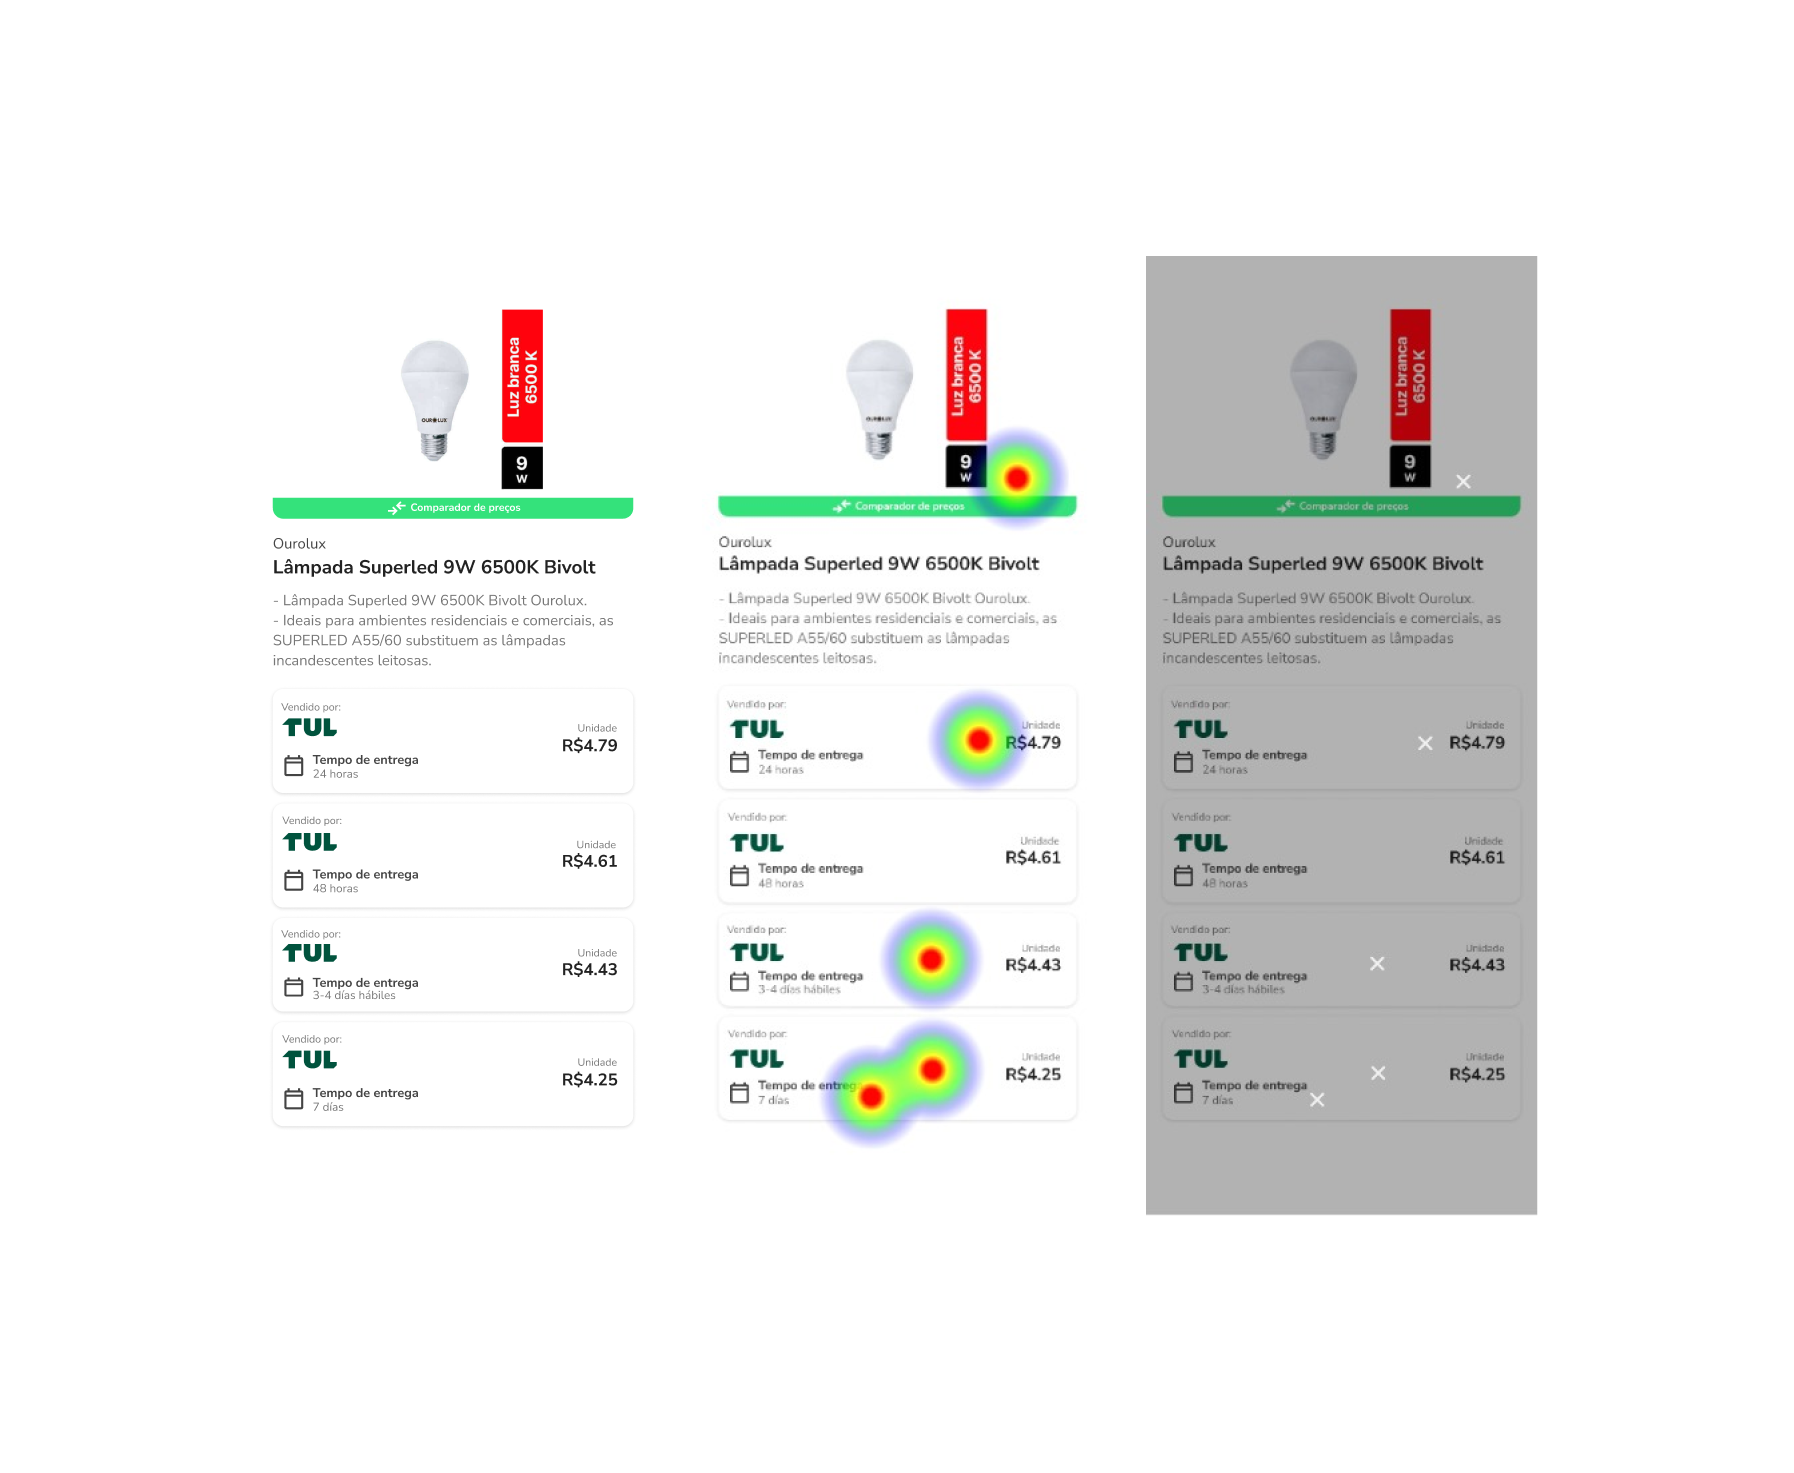 Luz branca
6500 K
OUROLUX
9
W
Comparador de preços
Ourolux
Lâmpada Superled 9W 6500K Bivolt
- Lâmpada Superled 9W 6500K Bivolt Ourolux.
- Ideais para ambientes residenciais e comerciais, as
SUPERLED A55/60 substituem as lâmpadas
incandescentes leitosas.
Vendido por:
TUL
Unidade
R$4.79
Tempo de entrega
24 horas
Vendido por:
TUL
Unidade
R$4.61
Tempo de entrega
48 horas
Vendido por:
TUL
Unidade
R$4.43
Tempo de entrega
3-4 días hábiles
Vendido por:
TUL
Unidade
R$4.25
Tempo de entrega
7 días
Luz branca
6500 K
OUROLUX
9
W
Comparador de preços
Ourolux
Lâmpada Superled 9W 6500K Bivolt
- Lâmpada Superled 9W 6500K Bivolt Ourolux.
- Ideais para ambientes residenciais e comerciais, as
SUPERLED A55/60 substituem as lâmpadas
incandescentes leitosas.
Vendido por:
TUL
Unidade
R$4.79
Tempo de entrega
24 horas
Vendido por:
TUL
Unidade
R$4.61
Tempo de entrega
48 horas
Vendido por:
TUL
Unidade
R$4.43
Tempo de entrega
3-4 días hábiles
Vendido por:
TUL
Unidade
R$4.25
Tempo de entreg
7 días
Luz branca
6500 K
OUROLUX
9
W
Comparador de preços
Ourolux
Lâmpada Superled 9W 6500K Bivolt
- Lâmpada Superled 9W 6500K Bivolt Ourolux.
- Ideais para ambientes residenciais e comerciais, as
SUPERLED A55/60 substituem as lâmpadas
incandescentes leitosas.
Vendido por:
TUL
Unidade
R$4.79
Tempo de entrega
24 horas
Vendido por:
TUL
Unidade
R$4.61
Tempo de entrega
48 horas
Vendido por:
TUL
Unidade
R$4.43
Tempo de entrega
3-4 días hábiles
Vendido por:
TUL
Unidade
R$4.25
Tempo de entrega
7 días